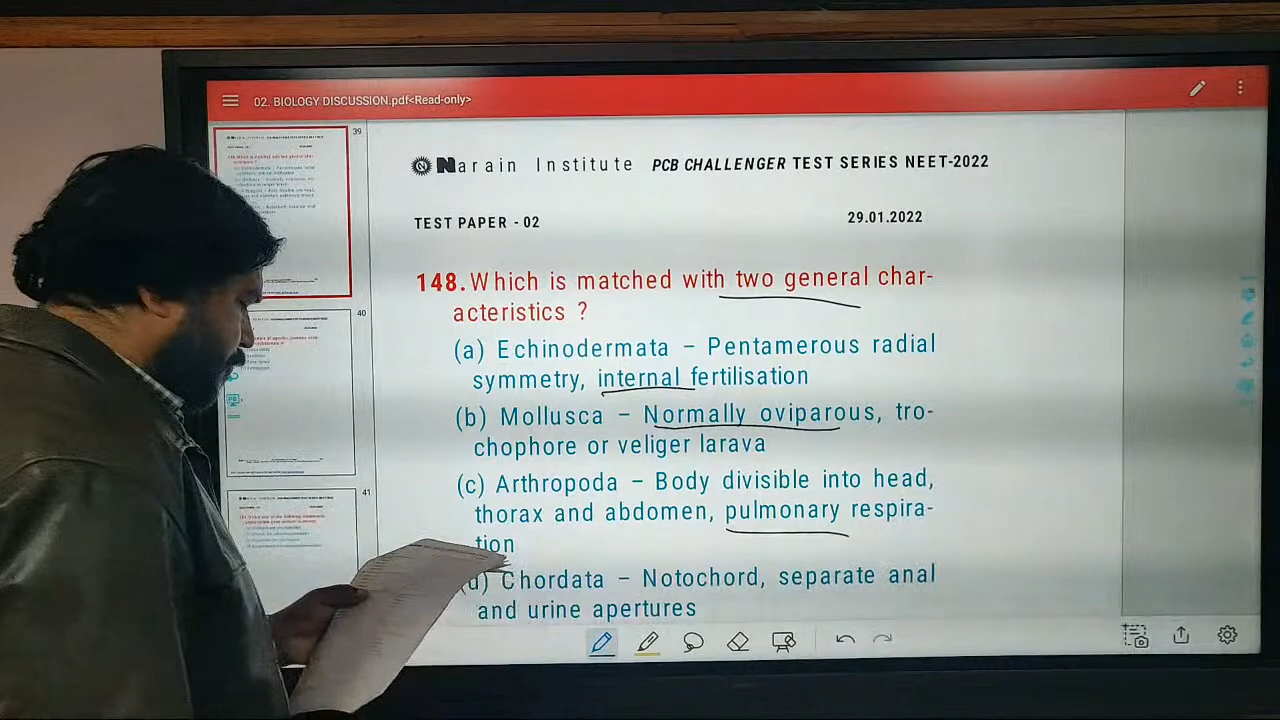 02. BIOLOGY DISCUSSION.pdf<Read-only>
39
Narain Institute PCB CHALLENGER TEST SERIES NEET-2022
TEST PAPER - 02 29.01.2022
148. Which is matched with two general char-
acteristics ?
(a) Echinodermata – Pentamerous radial
symmetry, internal fertilisation
(b) Mollusca – Normally oviparous, tro-
chophore or veliger larava
(c) Arthropoda – Body divisible into head,
thorax and abdomen, pulmonary respira-
tion
(d) Chordata – Notochord, separate anal
and urine apertures
40
41